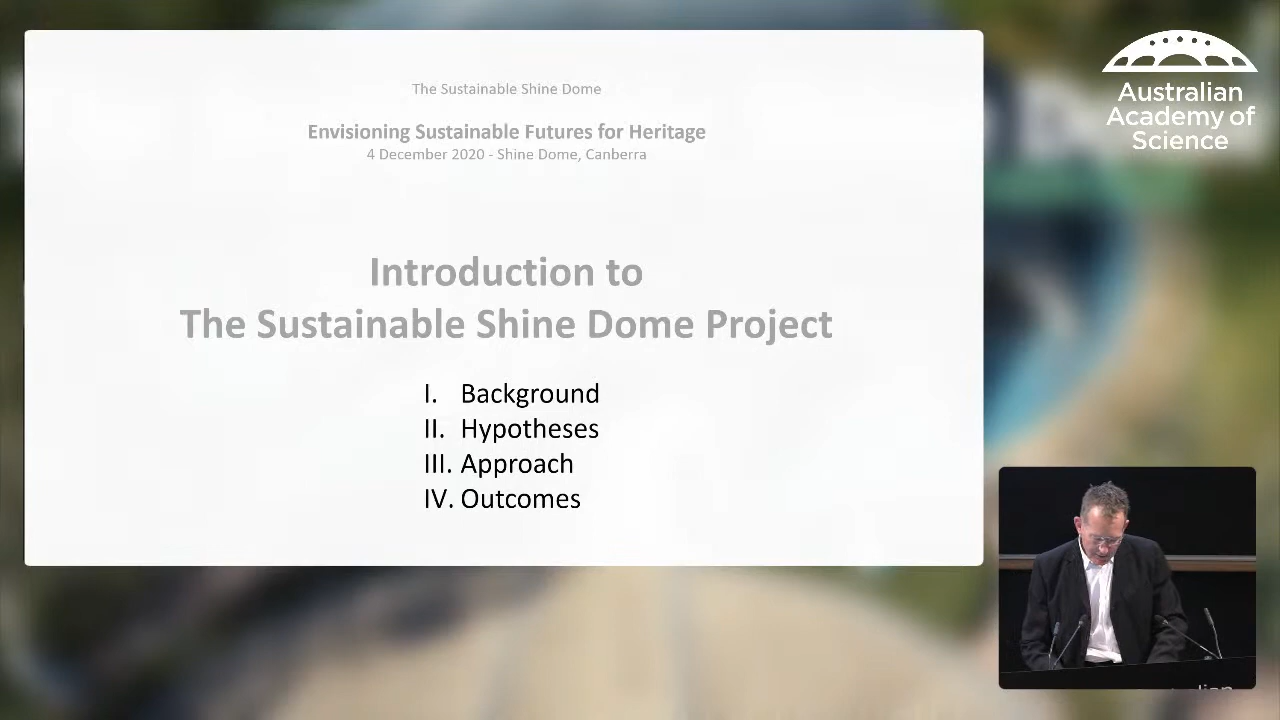 The Sustainable Shine Dome
Envisioning Sustainable Futures for Heritage
4 December 2020 - Shine Dome, Canberra
Introduction to
The Sustainable Shine Dome Project
I. Background
II. Hypotheses
III. Approach
IV. Outcomes
Australian
Academy of
Science